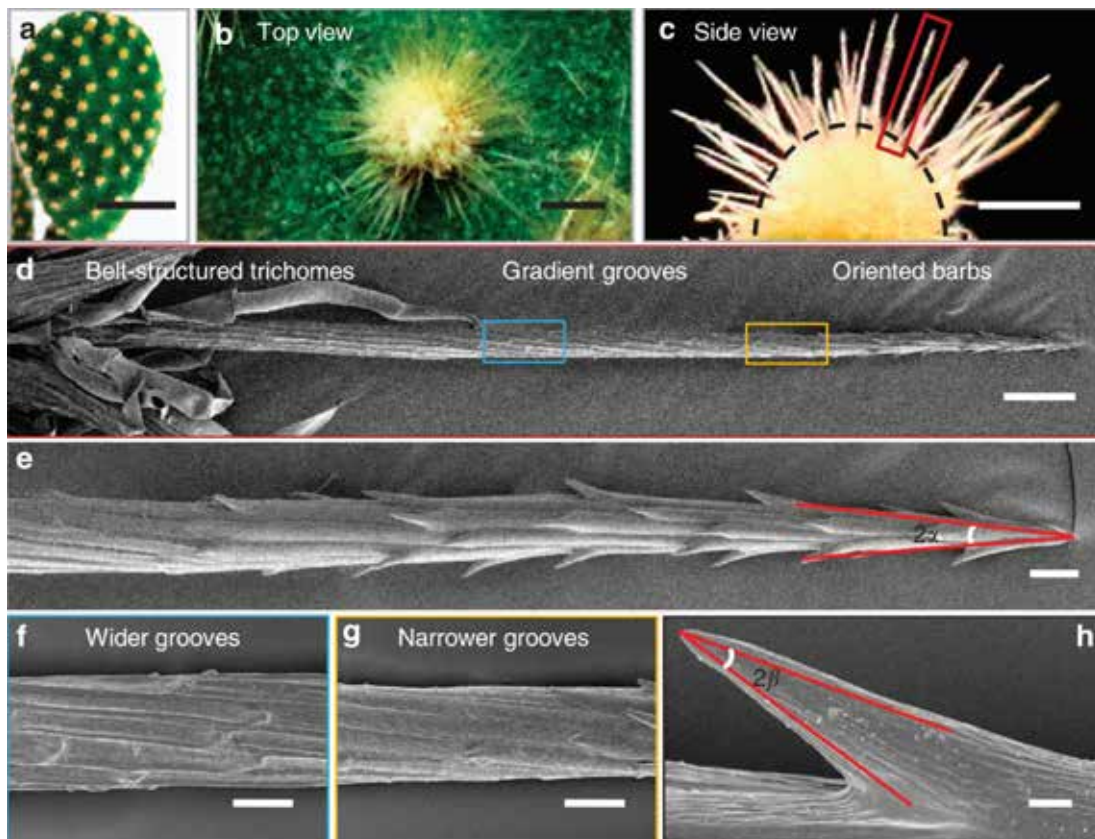 a
b Top view
c Side view
d Belt-structured trichomes Gradient grooves Oriented barbs
e
2α
f Wider grooves
g Narrower grooves
h
2β